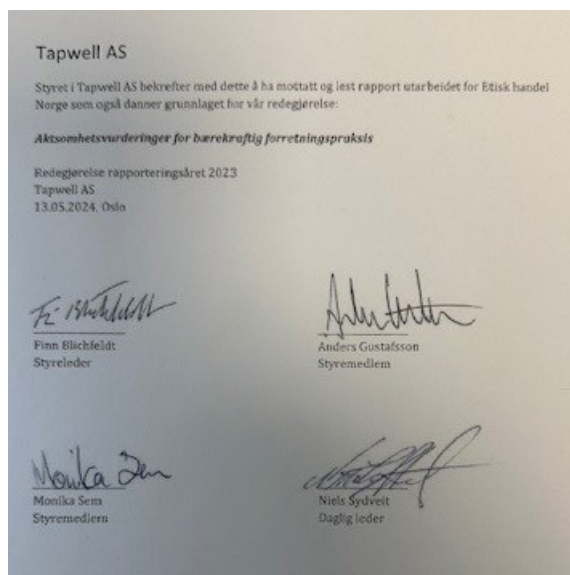 Tapwell AS
Styret i Tapwell AS bekrefter med dette å ha mottatt og lest rapport utarbeidet for Etisk handel
Norge som også danner grunnlaget for vår redegjørelse:
Aktsomhetsvurderinger for bærekraftig forretningspraksis
Redegjørelse rapporteringsåret 2023
Tapwell AS
13.05.2024, Oslo
Finn Blichfeldt
Styreleder
Anders Gustafsson
Styremedlem
Monika Sem
Monika Sem
Styremedlem
Niels Sydveit
Daglig leder